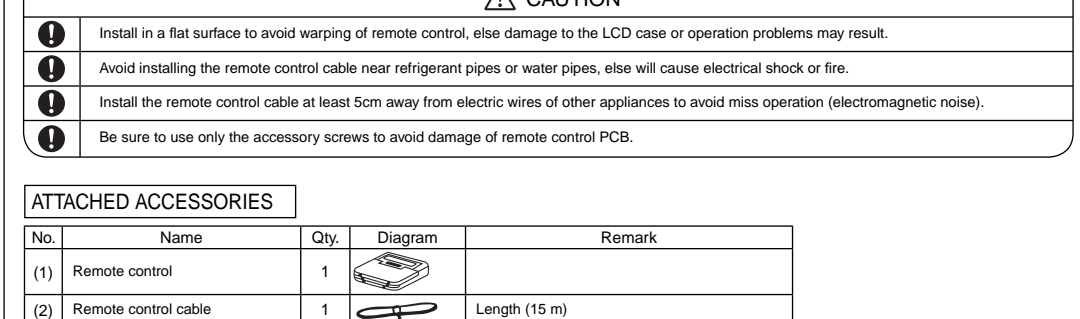 CAUTION
Install in a flat surface to avoid warping of remote control, else damage to the LCD case or operation problems may result.
Avoid installing the remote control cable near refrigerant pipes or water pipes, else will cause electrical shock or fire.
Install the remote control cable at least 5cm away from electric wires of other appliances to avoid miss operation (electromagnetic noise).
Be sure to use only the accessory screws to avoid damage of remote control PCB.
ATTACHED ACCESSORIES
No. Name Qty. Diagram Remark
(1) Remote control 1
(2) Remote control cable 1 Length (15 m)